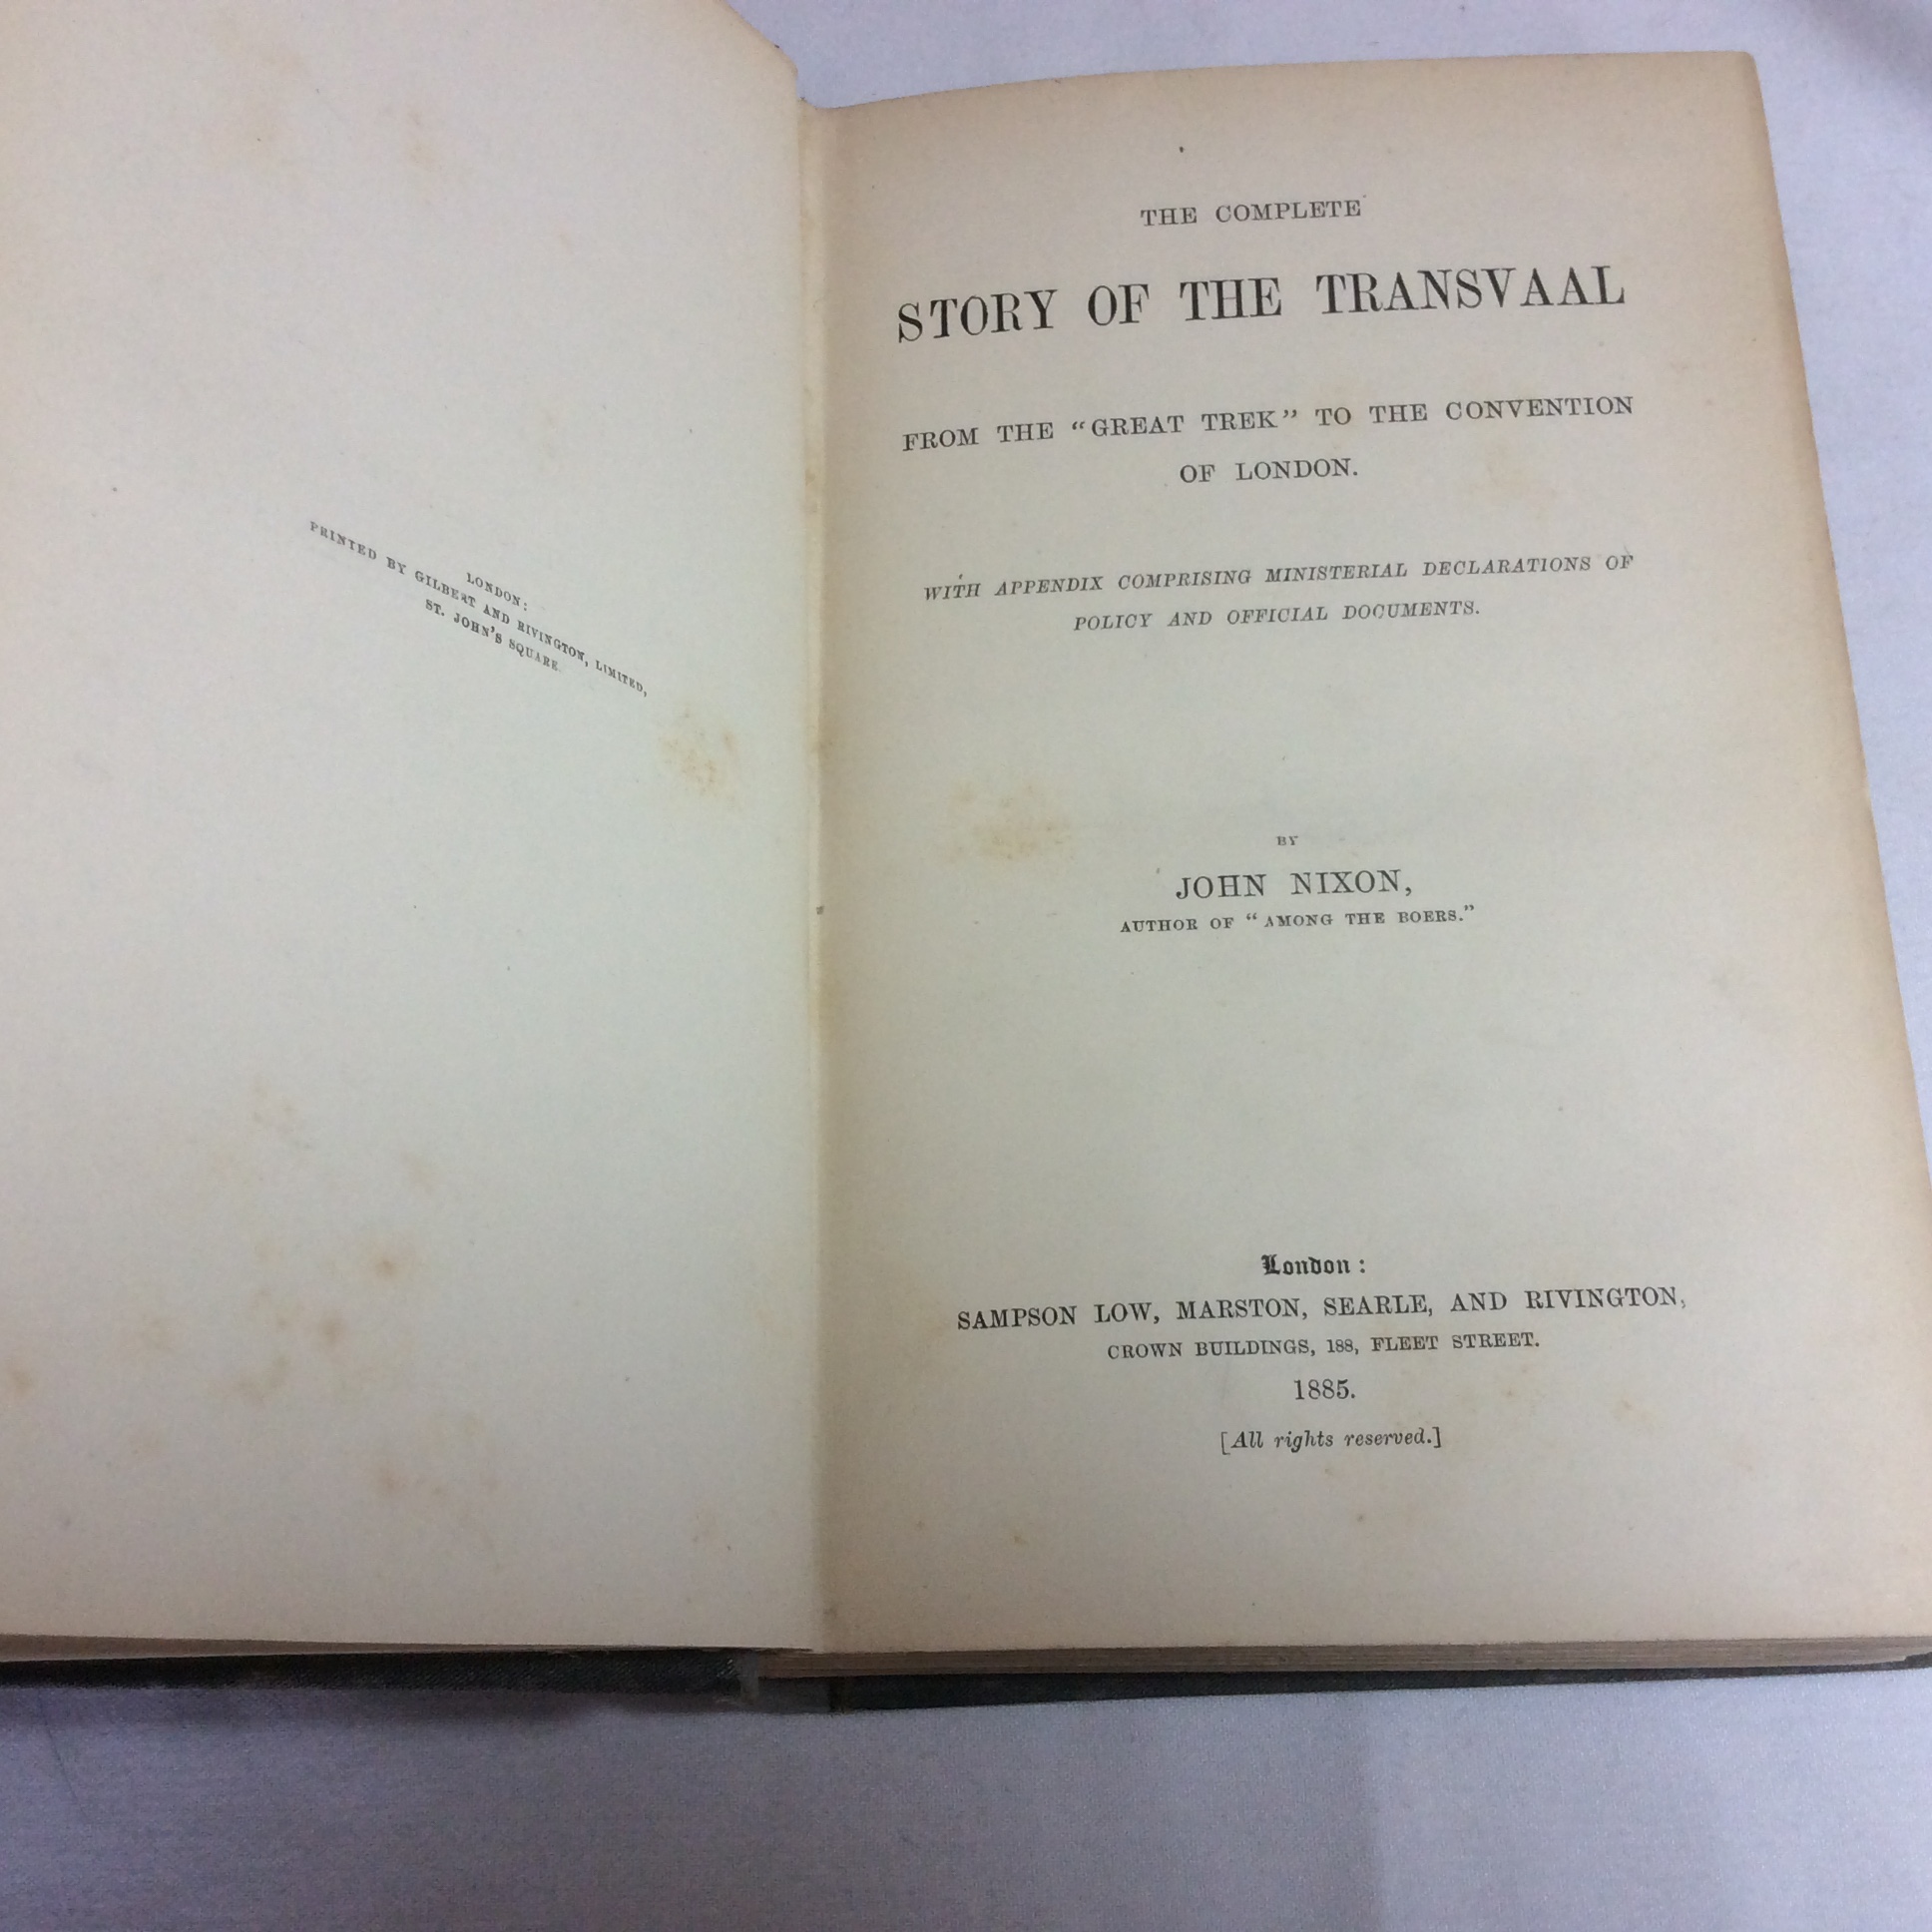 LONDON:
PRINTED BY GILBERT AND RIVINGTON, LIMITED,
ST. JOHN'S SQUARE
THE COMPLETE
STORY OF THE TRANSVAAL
FROM THE "GREAT TREK" TO THE CONVENTION
OF LONDON.
WITH APPENDIX COMPRISING MINISTERIAL DECLARATIONS OF
POLICY AND OFFICIAL DOCUMENTS.
BY
JOHN NIXON,
AUTHOR OF "AMONG THE BOERS."
London:
SAMPSON LOW, MARSTON, SEARLE, AND RIVINGTON,
CROWN BUILDINGS, 188, FLEET STREET.
1885.
[All rights reserved.]